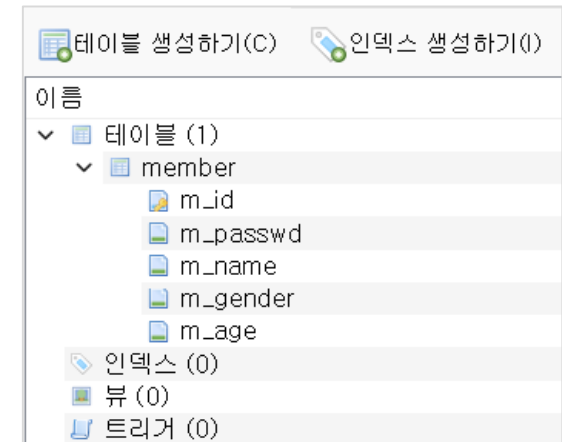 테이블 생성하기(C) 인덱스 생성하기(I)
이름
테이블 (1)
member
m_id
m_passwd
m_name
m_gender
m_age
인덱스 (0)
뷰 (0)
트리거 (0)